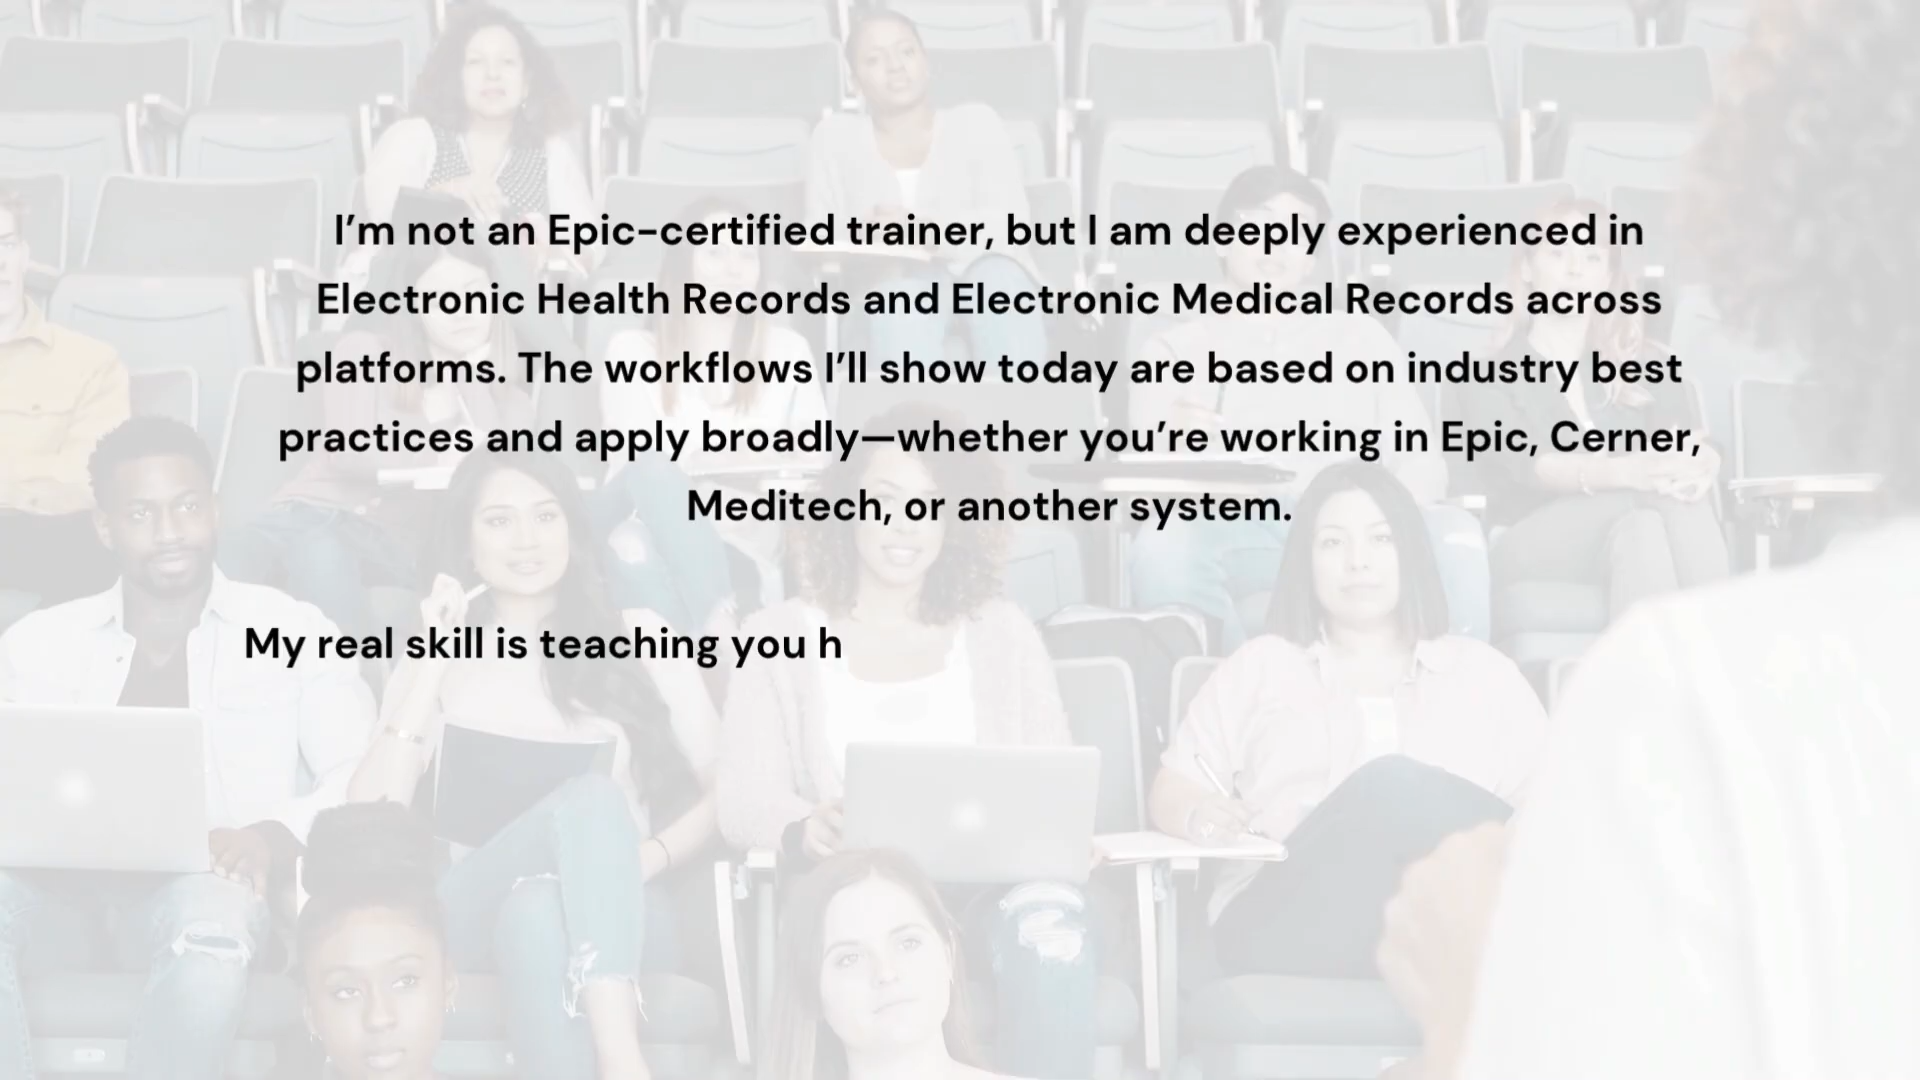 I’m not an Epic-certified trainer, but I am deeply experienced in
Electronic Health Records and Electronic Medical Records across
platforms. The workflows I’ll show today are based on industry best
practices and apply broadly—whether you’re working in Epic, Cerner,
Meditech, or another system.
My real skill is teaching you h